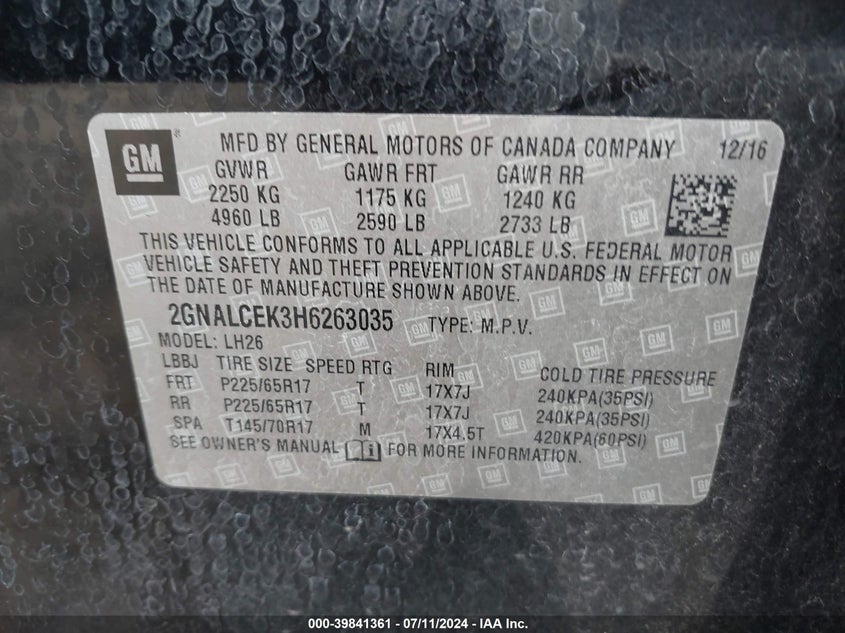 GM
MFD BY GENERAL MOTORS OF CANADA COMPANY 12/16
GVWR GAWR FRT GAWR RR
2250 KG 1175 KG 1240 KG
4960 LB 2590 LB 2733 LB
THIS VEHICLE CONFORMS TO ALL APPLICABLE U.S. FEDERAL MOTOR
VEHICLE SAFETY AND THEFT PREVENTION STANDARDS IN EFFECT ON
THE DATE OF MANUFACTURE SHOWN ABOVE.
2GNALCEK3H6263035 TYPE: M.P.V.
MODEL: LH26
LBBJ TIRE SIZE SPEED RTG RIM COLD TIRE PRESSURE
FRT P225/65R17 T 17X7J 240KPA(35PSI)
RR P225/65R17 T 17X7J 240KPA(35PSI)
SPA T145/70R17 M 17X4.5T 420KPA(60PSI)
SEE OWNER'S MANUAL i FOR MORE INFORMATION.
000-39841361 - 07/11/2024 - IAA Inc.